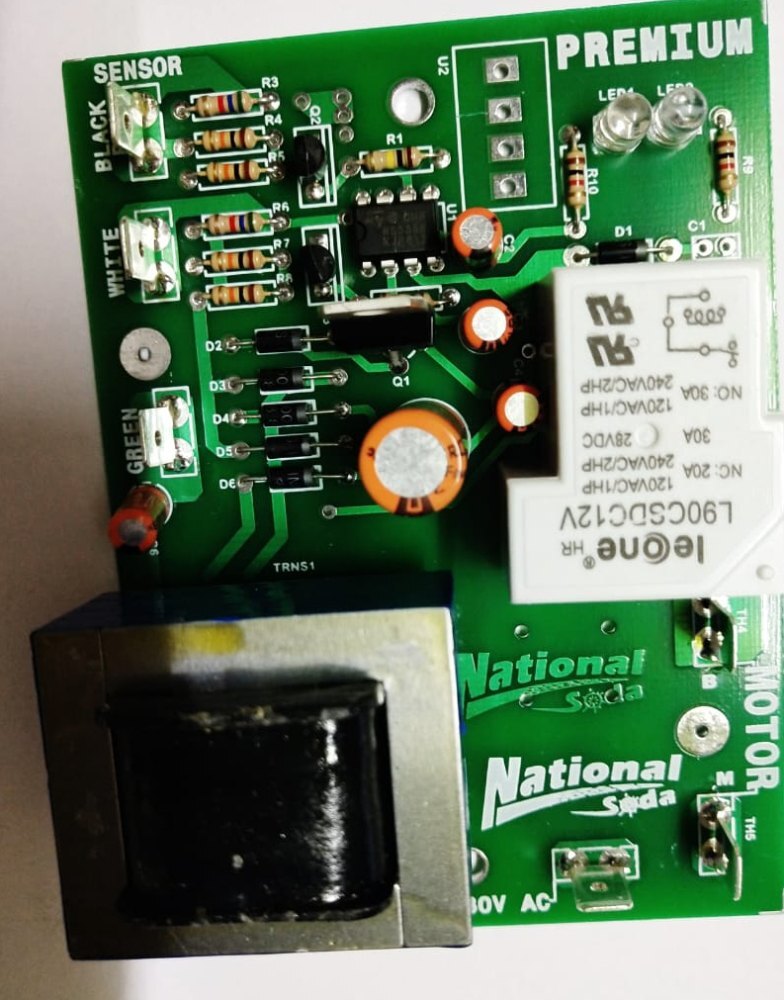 PREMIUM
SENSOR
BLACK
R3
U2
LED1
R4
Q2
R5
R1
R10
R9
WHITE
R6
U1
C2
D1
C1
R7
R8
D2
Q1
D3
D4
D5
D6
GREEN
TRNS1
NO: 30A 120VAC/1HP 240VAC/2HP
30A 28VDC
NC: 20A 120VAC/1HP 240VAC/2HP
L90CSDC12V
leOne® HR
TH4
B
National
Soda
MOTOR
National
Soda
M
TH5
30V AC